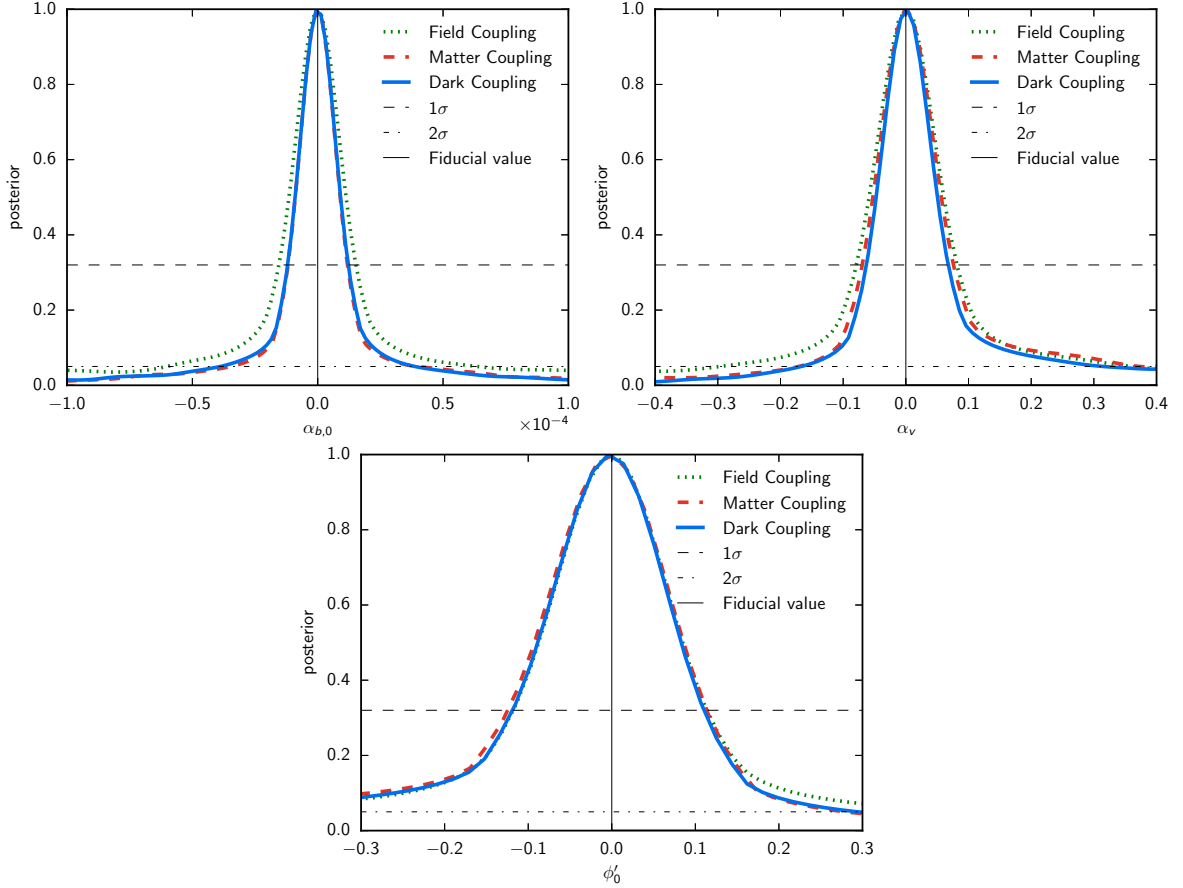 1.0
0.8
0.6
0.4
0.2
0.0
posterior
Field Coupling
Matter Coupling
Dark Coupling
1σ
2σ
Fiducial value
−1.0 −0.5 0.0 0.5 1.0
α_{b,0}
×10^{−4}
1.0
0.8
0.6
0.4
0.2
0.0
posterior
Field Coupling
Matter Coupling
Dark Coupling
1σ
2σ
Fiducial value
−0.4 −0.3 −0.2 −0.1 0.0 0.1 0.2 0.3 0.4
α_v
1.0
0.8
0.6
0.4
0.2
0.0
posterior
Field Coupling
Matter Coupling
Dark Coupling
1σ
2σ
Fiducial value
−0.3 −0.2 −0.1 0.0 0.1 0.2 0.3
ϕ′_0